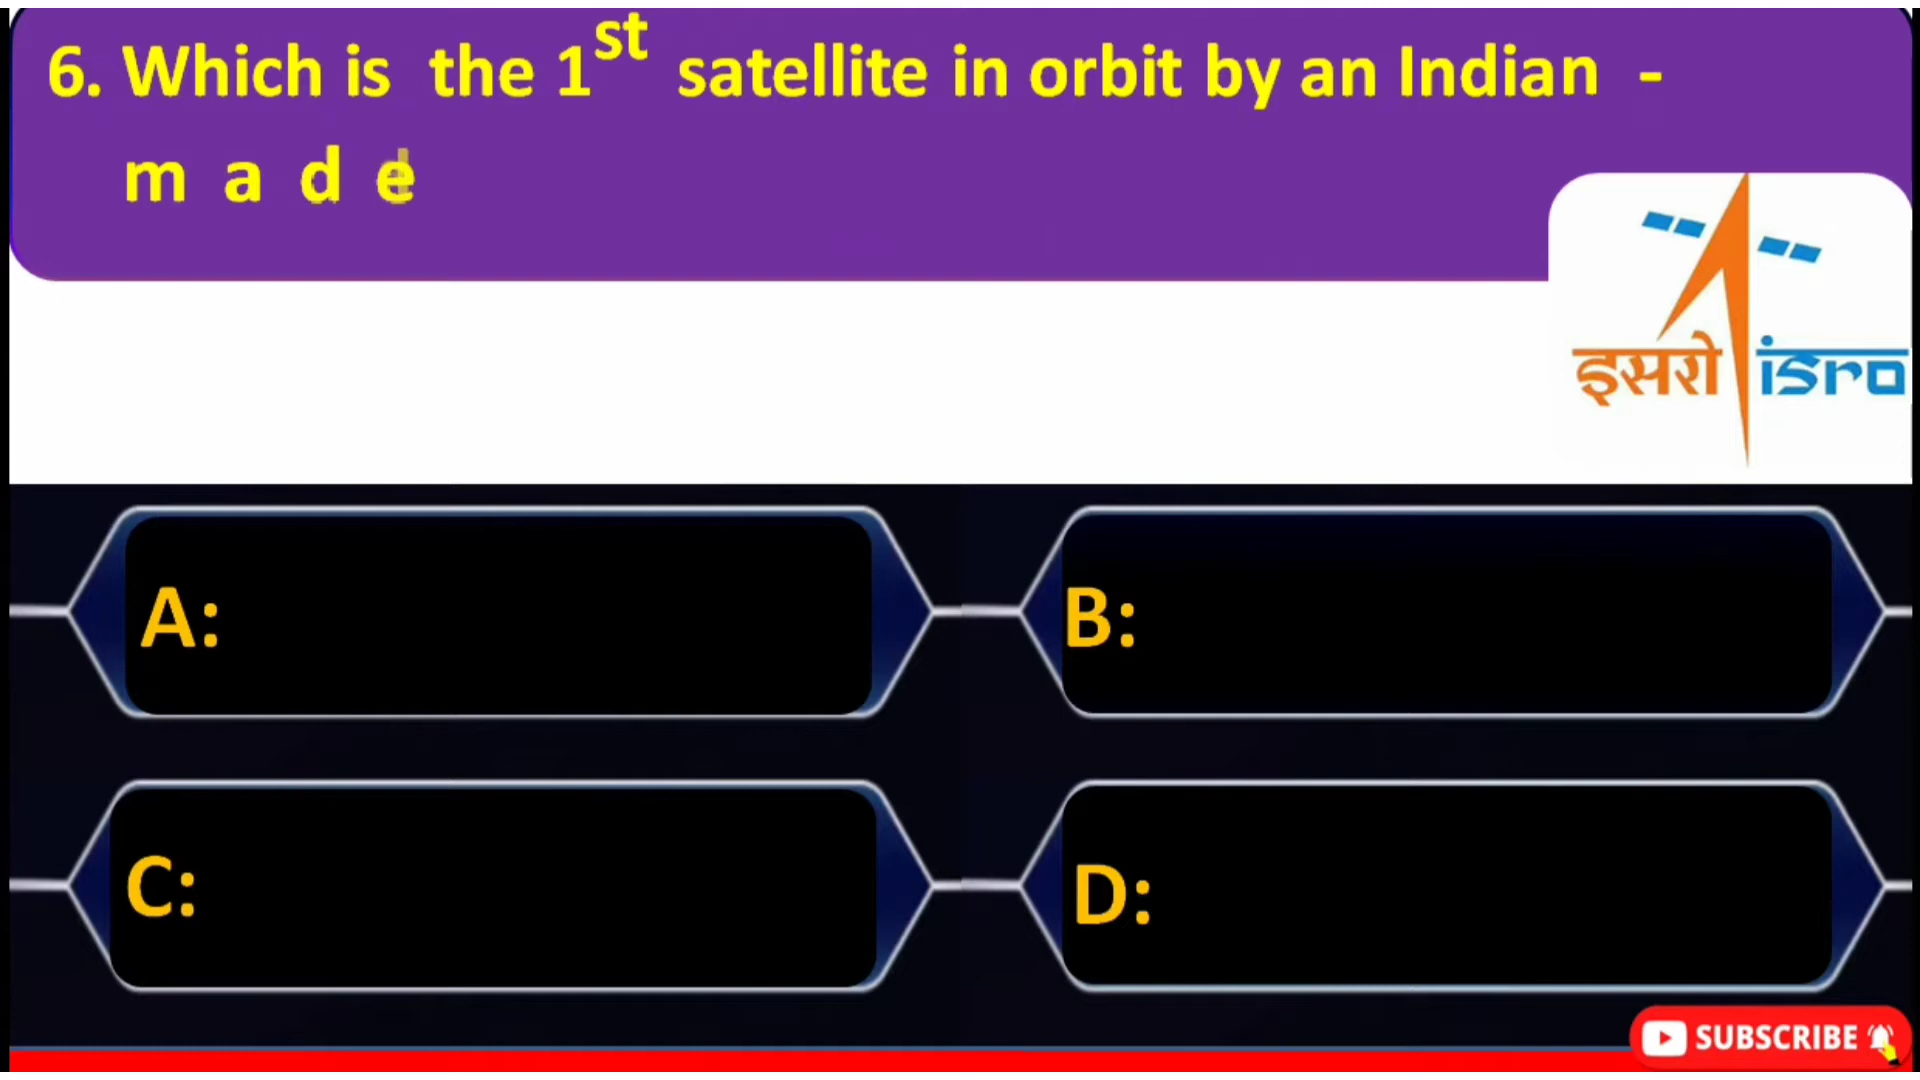 6. Which is the 1st satellite in orbit by an Indian -
m a d e
इसरो isro
A:
B:
C:
D:
SUBSCRIBE